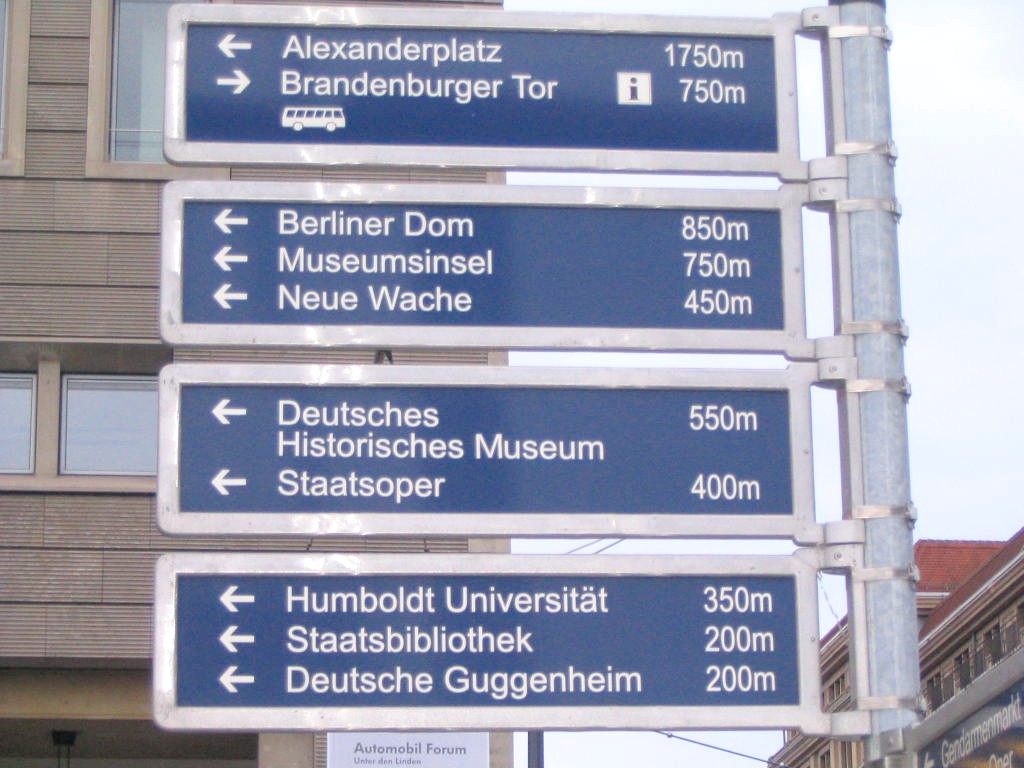 ← Alexanderplatz 1750m
→ Brandenburger Tor i 750m
← Berliner Dom 850m
← Museumsinsel 750m
← Neue Wache 450m
← Deutsches 550m
Historisches Museum
← Staatsoper 400m
← Humboldt Universität 350m
← Staatsbibliothek 200m
← Deutsche Guggenheim 200m
Automobil Forum
Unter den Linden
← Gendarmenmarkt
Oper